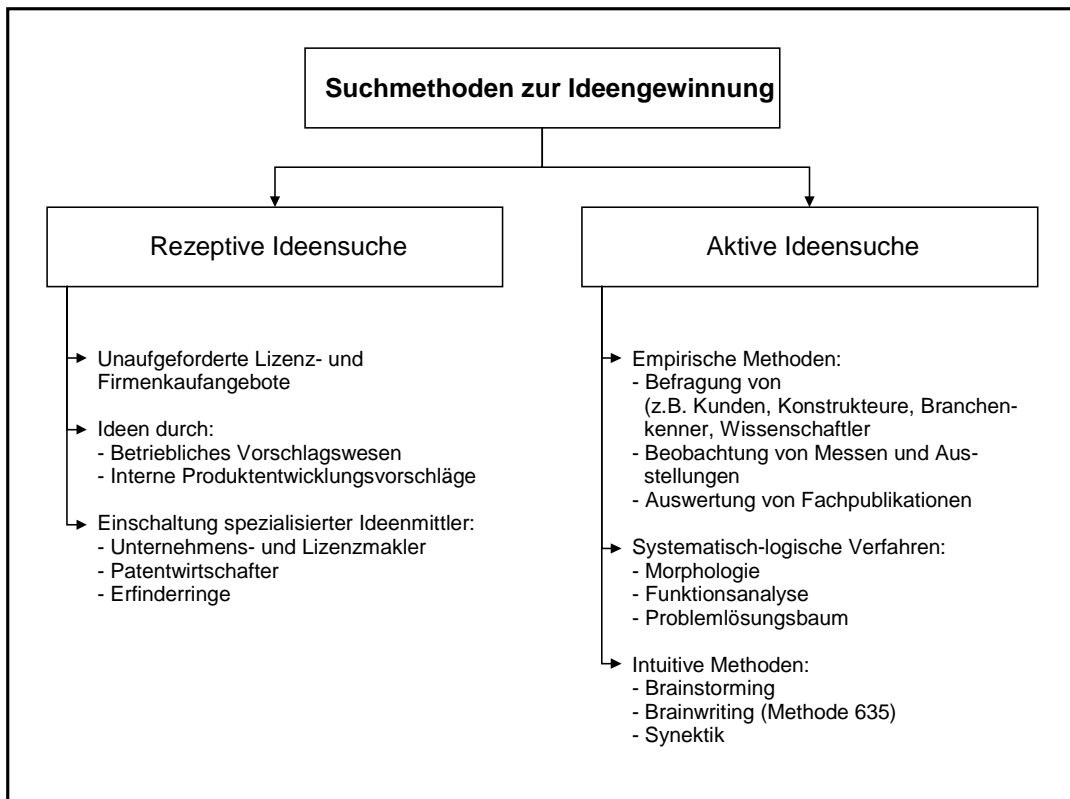 Suchmethoden zur Ideengewinnung
Rezeptive Ideensuche
Unaufgeforderte Lizenz- und
Firmenkaufangebote
Ideen durch:
- Betriebliches Vorschlagswesen
- Interne Produktentwicklungsvorschläge
Einschaltung spezialisierter Ideenmittler:
- Unternehmens- und Lizenzmakler
- Patentwirtschafter
- Erfinderringe
Aktive Ideensuche
Empirische Methoden:
- Befragung von
(z.B. Kunden, Konstrukteure, Branchen-
kenner, Wissenschaftler
- Beobachtung von Messen und Aus-
stellungen
- Auswertung von Fachpublikationen
Systematisch-logische Verfahren:
- Morphologie
- Funktionsanalyse
- Problemlösungsbaum
Intuitive Methoden:
- Brainstorming
- Brainwriting (Methode 635)
- Synektik